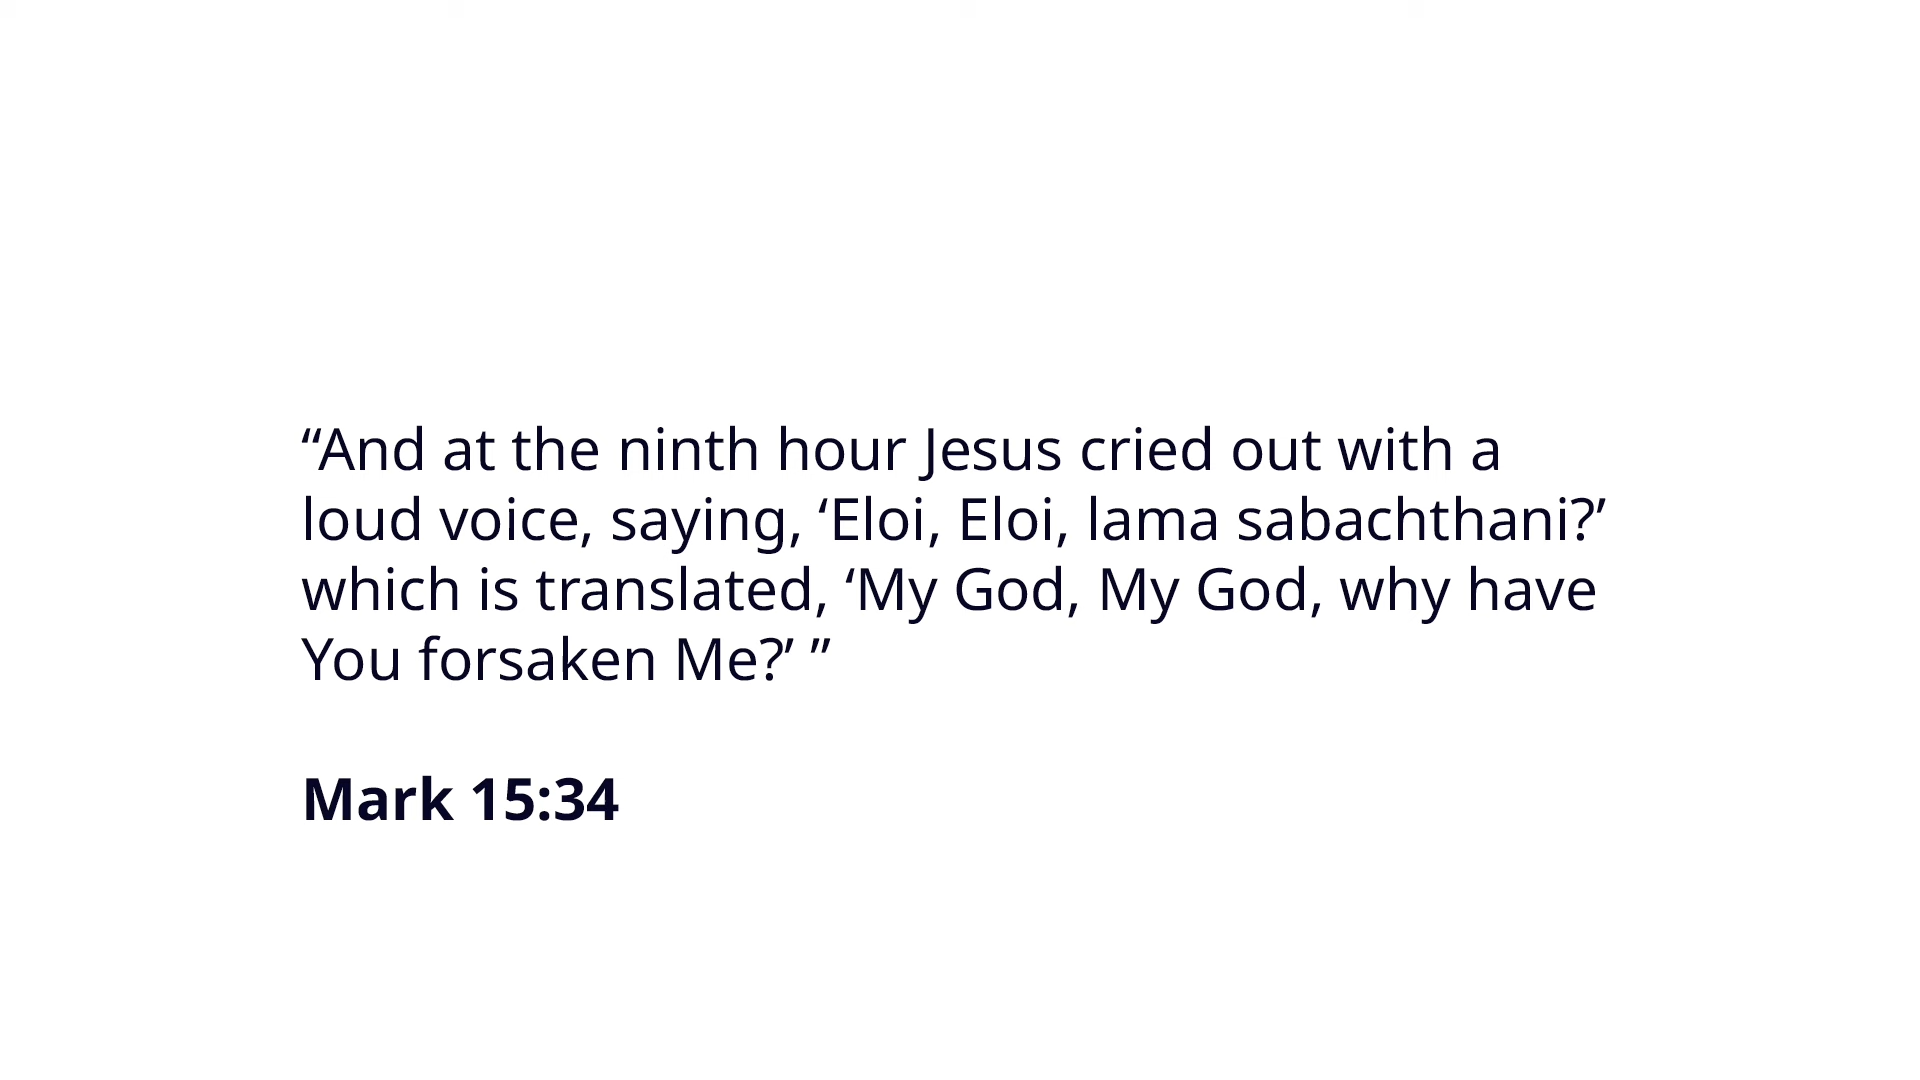 “And at the ninth hour Jesus cried out with a
loud voice, saying, ‘Eloi, Eloi, lama sabachthani?’
which is translated, ‘My God, My God, why have
You forsaken Me?’ ”
Mark 15:34